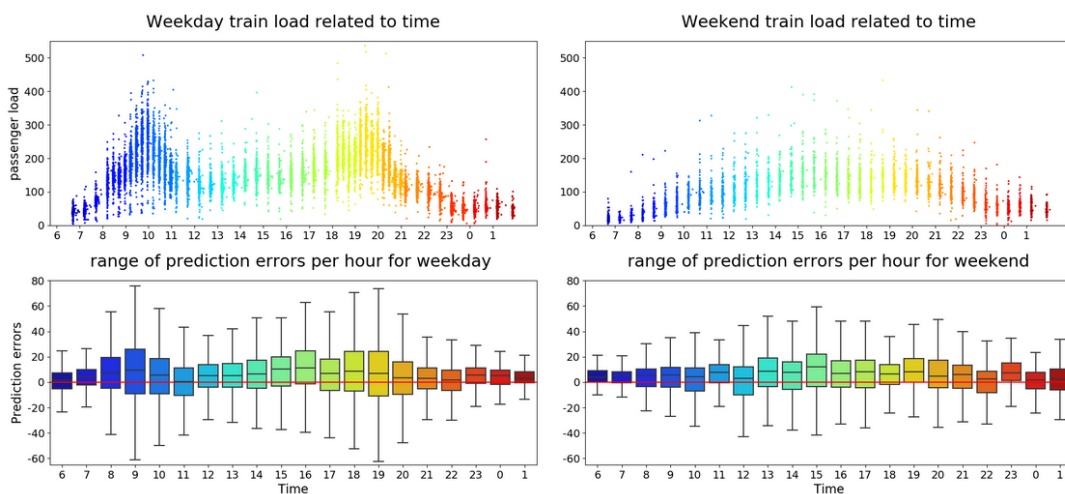 Weekday train load related to time
Weekend train load related to time
passenger load
500
400
300
200
100
0
6 7 8 9 10 11 12 13 14 15 16 17 18 19 20 21 22 23 0 1
500
400
300
200
100
0
6 7 8 9 10 11 12 13 14 15 16 17 18 19 20 21 22 23 0 1
range of prediction errors per hour for weekday
range of prediction errors per hour for weekend
Prediction errors
80
60
40
20
0
-20
-40
-60
6 7 8 9 10 11 12 13 14 15 16 17 18 19 20 21 22 23 0 1
Time
80
60
40
20
0
-20
-40
-60
6 7 8 9 10 11 12 13 14 15 16 17 18 19 20 21 22 23 0 1
Time